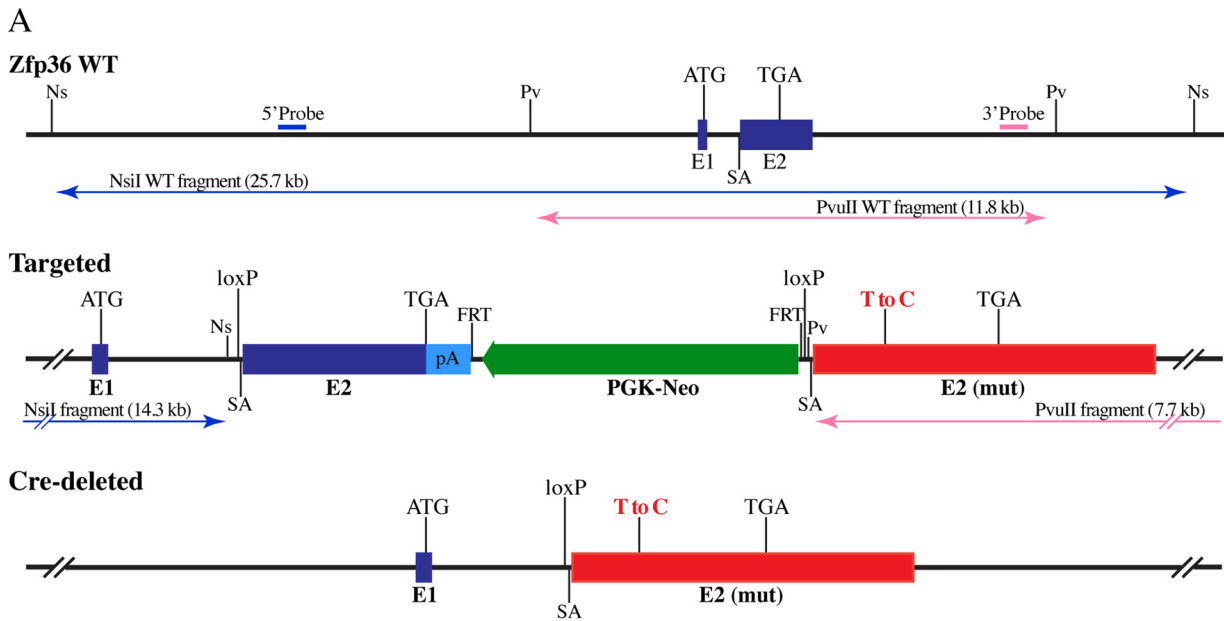 A
Zfp36 WT
Ns
5'Probe
Pv
ATG
TGA
3'Probe
Pv
Ns
E1
SA
E2
NsiI WT fragment (25.7 kb)
PvuII WT fragment (11.8 kb)
Targeted
ATG
Ns
loxP
TGA
FRT
loxP
FRT
Pv
T to C
TGA
pA
E1
SA
E2
PGK-Neo
SA
E2 (mut)
NsiI fragment (14.3 kb)
PvuII fragment (7.7 kb)
Cre-deleted
ATG
loxP
T to C
TGA
E1
SA
E2 (mut)